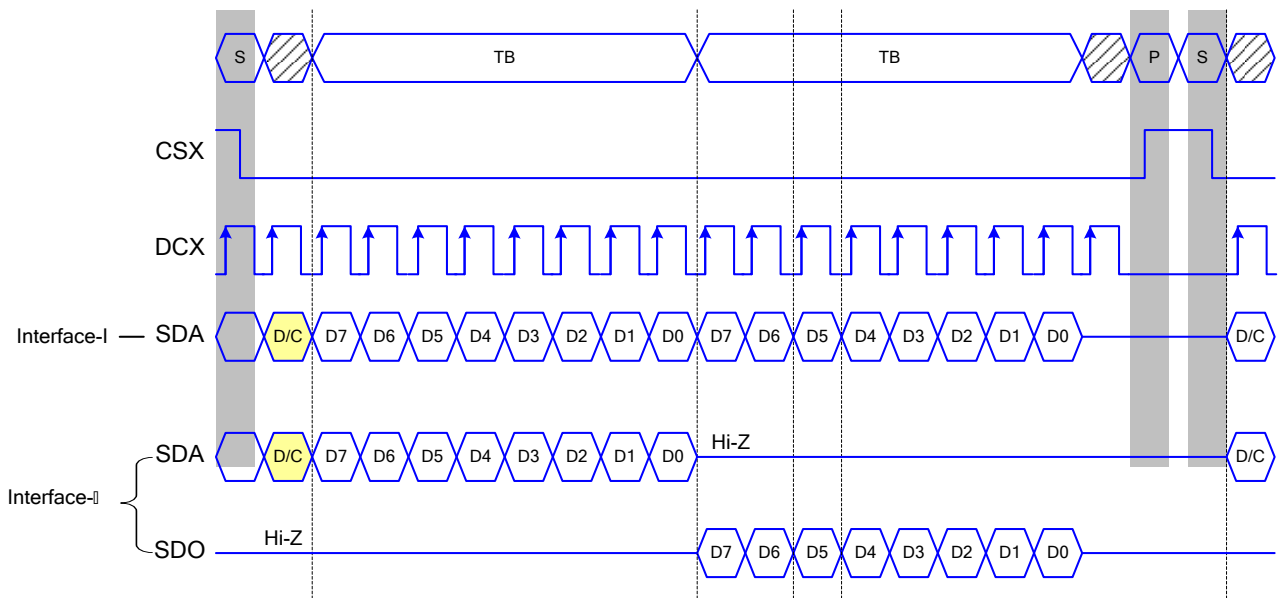 S TB TB P S
CSX
DCX
Interface-I SDA D/C D7 D6 D5 D4 D3 D2 D1 D0 D7 D6 D5 D4 D3 D2 D1 D0 D/C
Hi-Z
SDA D/C D7 D6 D5 D4 D3 D2 D1 D0 D/C
Interface-
Hi-Z
SDO D7 D6 D5 D4 D3 D2 D1 D0